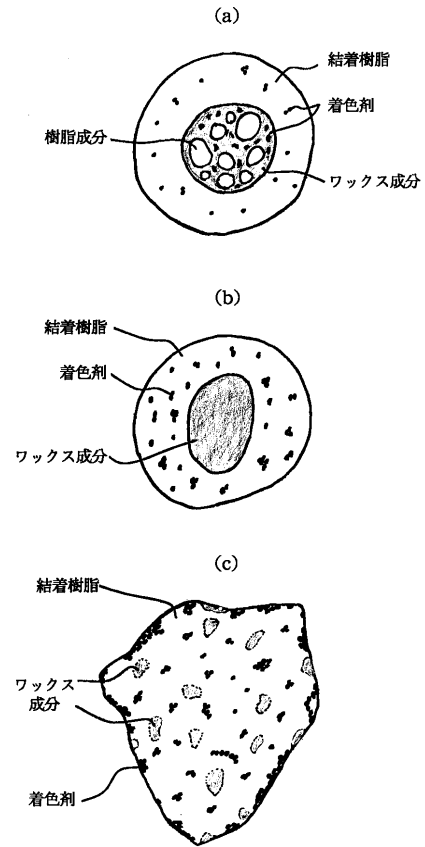 (a)
結着樹脂
着色剤
樹脂成分
ワックス成分
(b)
結着樹脂
着色剤
ワックス成分
(c)
結着樹脂
ワックス
成分
着色剤